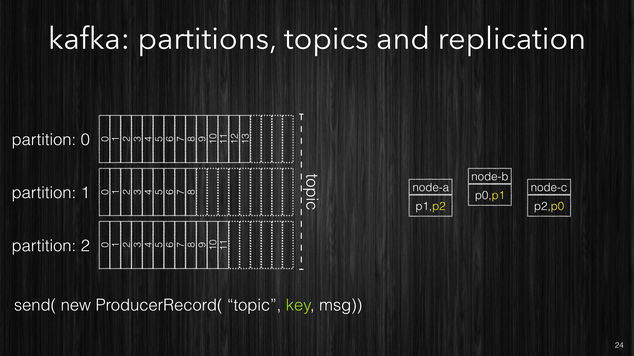 kafka: partitions, topics and replication
partition: 0
0 1 2 3 4 5 6 7 8 9 10 11 12 13
partition: 1
0 1 2 3 4 5 6 7 8
partition: 2
0 1 2 3 4 5 6 7 8 9 10 11
topic
node-a
p1,p2
node-b
p0,p1
node-c
p2,p0
send( new ProducerRecord( “topic”, key, msg))
24